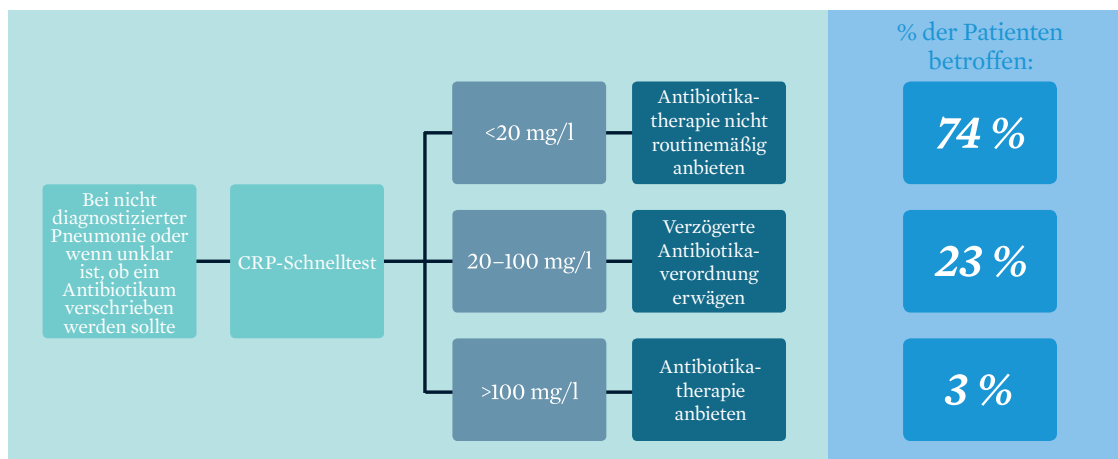 % der Patienten
betroffen:
Bei nicht
diagnostizierter
Pneumonie oder
wenn unklar
ist, ob ein
Antibiotikum
verschrieben
werden sollte
CRP-Schnelltest
<20 mg/l
Antibiotika-
therapie nicht
routinemäßig
anbieten
74 %
20–100 mg/l
Verzögerte
Antibiotika-
verordnung
erwägen
23 %
>100 mg/l
Antibiotika-
therapie
anbieten
3 %